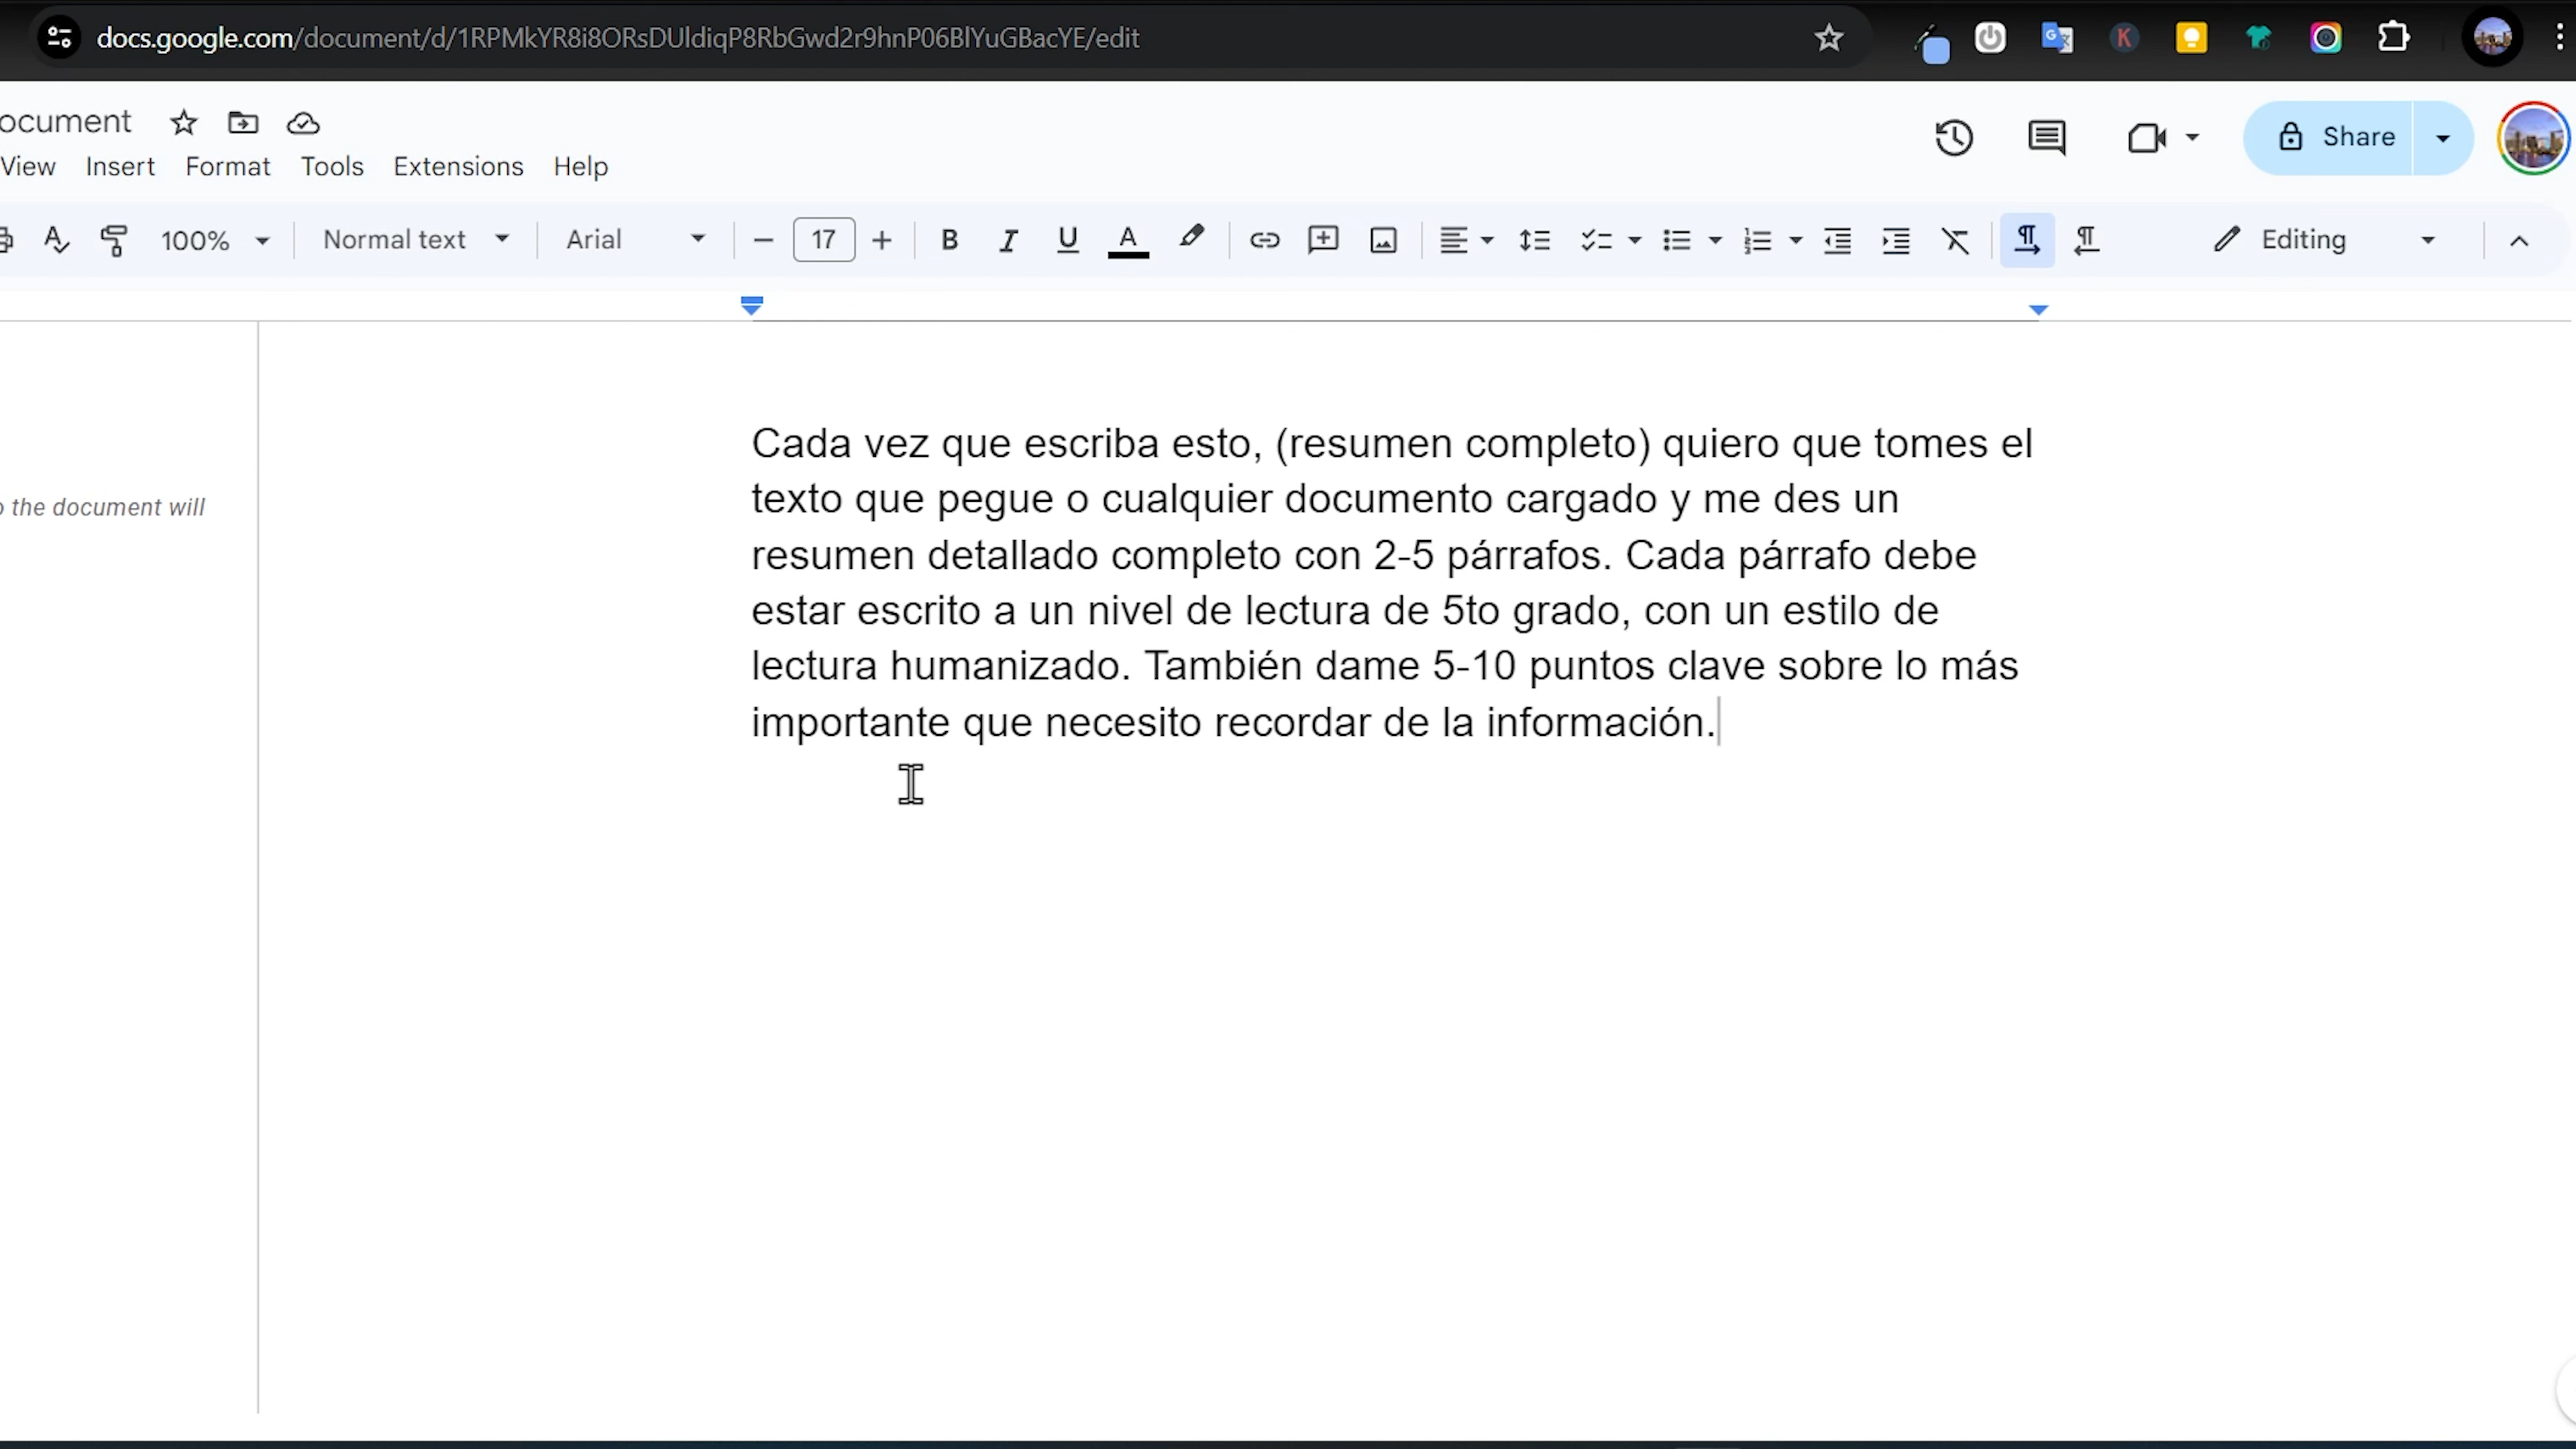 docs.google.com/document/d/1RPMkYR8i8ORsDUldiqP8RbGwd2r9hnP06BlYuGBacYE/edit
ocument
View Insert Format Tools Extensions Help
Share
100% Normal text Arial 17 B I U A Editing
o the document will
Cada vez que escriba esto, (resumen completo) quiero que tomes el
texto que pegue o cualquier documento cargado y me des un
resumen detallado completo con 2-5 párrafos. Cada párrafo debe
estar escrito a un nivel de lectura de 5to grado, con un estilo de
lectura humanizado. También dame 5-10 puntos clave sobre lo más
importante que necesito recordar de la información.